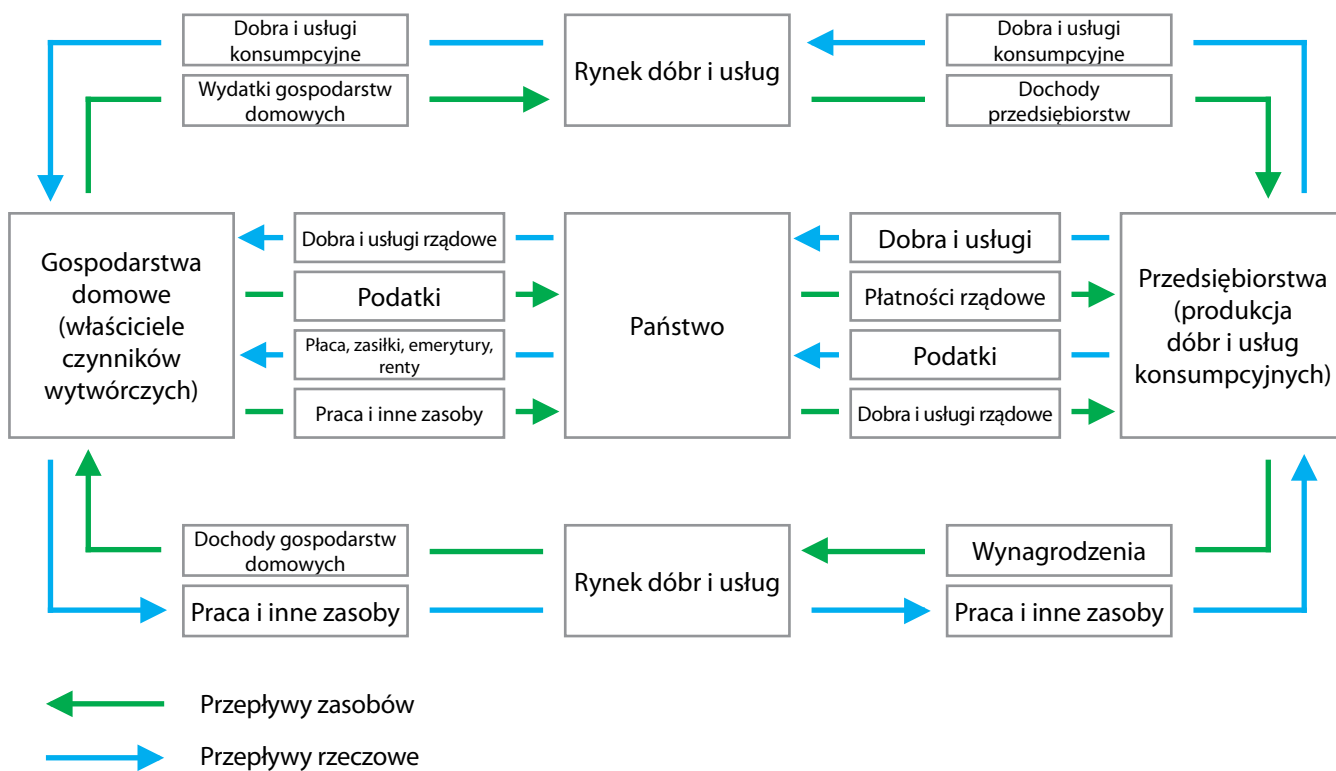 Dobra i usługi
konsumpcyjne
Wydatki gospodarstw
domowych
Rynek dóbr i usług
Dobra i usługi
konsumpcyjne
Dochody
przedsiębiorstw
Gospodarstwa
domowe
(właściciele
czynników
wytwórczych)
Dobra i usługi rządowe
Podatki
Płaca, zasiłki, emerytury,
renty
Praca i inne zasoby
Państwo
Dobra i usługi
Płatności rządowe
Podatki
Dobra i usługi rządowe
Przedsiębiorstwa
(produkcja
dóbr i usług
konsumpcyjnych)
Dochody gospodarstw
domowych
Praca i inne zasoby
Rynek dóbr i usług
Wynagrodzenia
Praca i inne zasoby
Przepływy zasobów
Przepływy rzeczowe